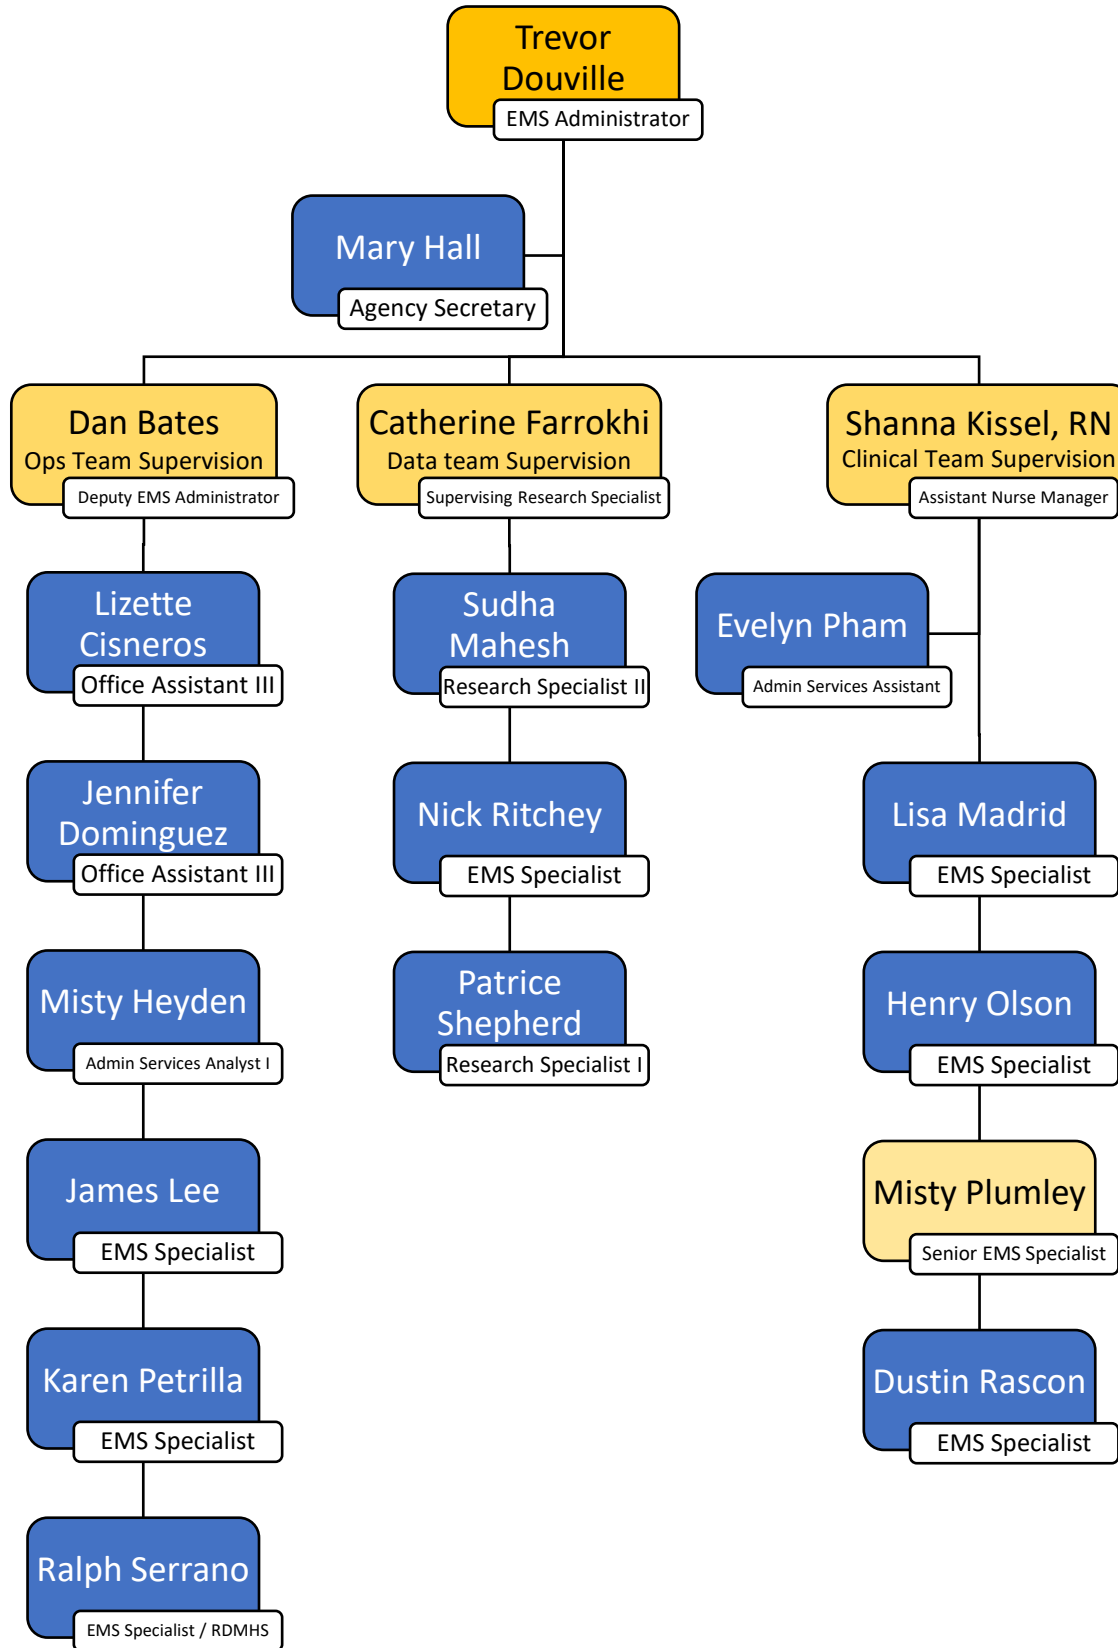 Trevor
Douville
EMS Administrator
Mary Hall
Agency Secretary
Dan Bates
Ops Team Supervision
Deputy EMS Administrator
Catherine Farrokhi
Data team Supervision
Supervising Research Specialist
Shanna Kissel, RN
Clinical Team Supervision
Assistant Nurse Manager
Lizette
Cisneros
Office Assistant III
Sudha
Mahesh
Research Specialist II
Evelyn Pham
Admin Services Assistant
Jennifer
Dominguez
Office Assistant III
Nick Ritchey
EMS Specialist
Lisa Madrid
EMS Specialist
Misty Heyden
Admin Services Analyst I
Patrice
Shepherd
Research Specialist I
Henry Olson
EMS Specialist
James Lee
EMS Specialist
Misty Plumley
Senior EMS Specialist
Karen Petrilla
EMS Specialist
Dustin Rascon
EMS Specialist
Ralph Serrano
EMS Specialist / RDMHS